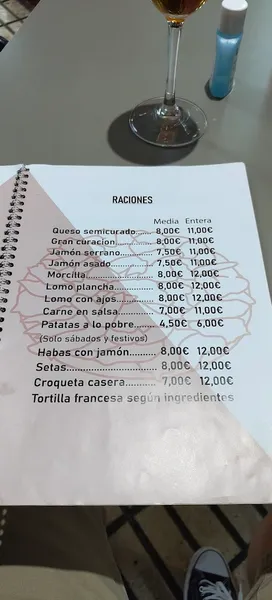 RACIONES
Media Entera
Queso semicurado........ 8,00€ 11,00€
Gran curacion............. 8,00€ 11,00€
Jamón serrano........... 7,50€ 11,00€
Jamón asado.............. 7,50€ 11,00€
Morcilla.................... 8,00€ 12,00€
Lomo plancha............ 8,00€ 12,00€
Lomo con ajos............ 8,00€ 12,00€
Carne en salsa........... 7,00€ 11,00€
Patatas a lo pobre...... 4,50€ 6,00€
(Solo sábados y festivos)
Habas con jamón......... 8,00€ 12,00€
Setas......................... 8,00€ 12,00€
Croqueta casera.......... 7,00€ 12,00€
Tortilla francesa según ingredientes